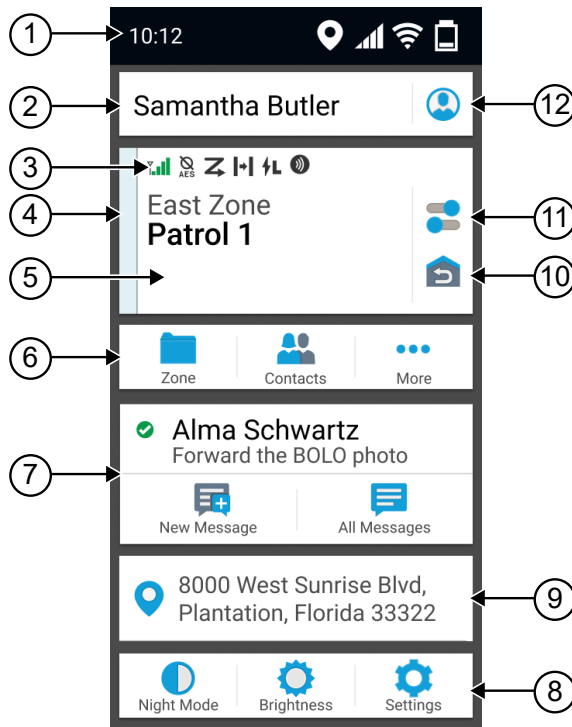 1
10:12
2
Samantha Butler
12
3
AES
L
4
East Zone
Patrol 1
11
5
10
6
Zone
Contacts
More
Alma Schwartz
Forward the BOLO photo
7
New Message
All Messages
8000 West Sunrise Blvd,
Plantation, Florida 33322
9
Night Mode
Brightness
Settings
8